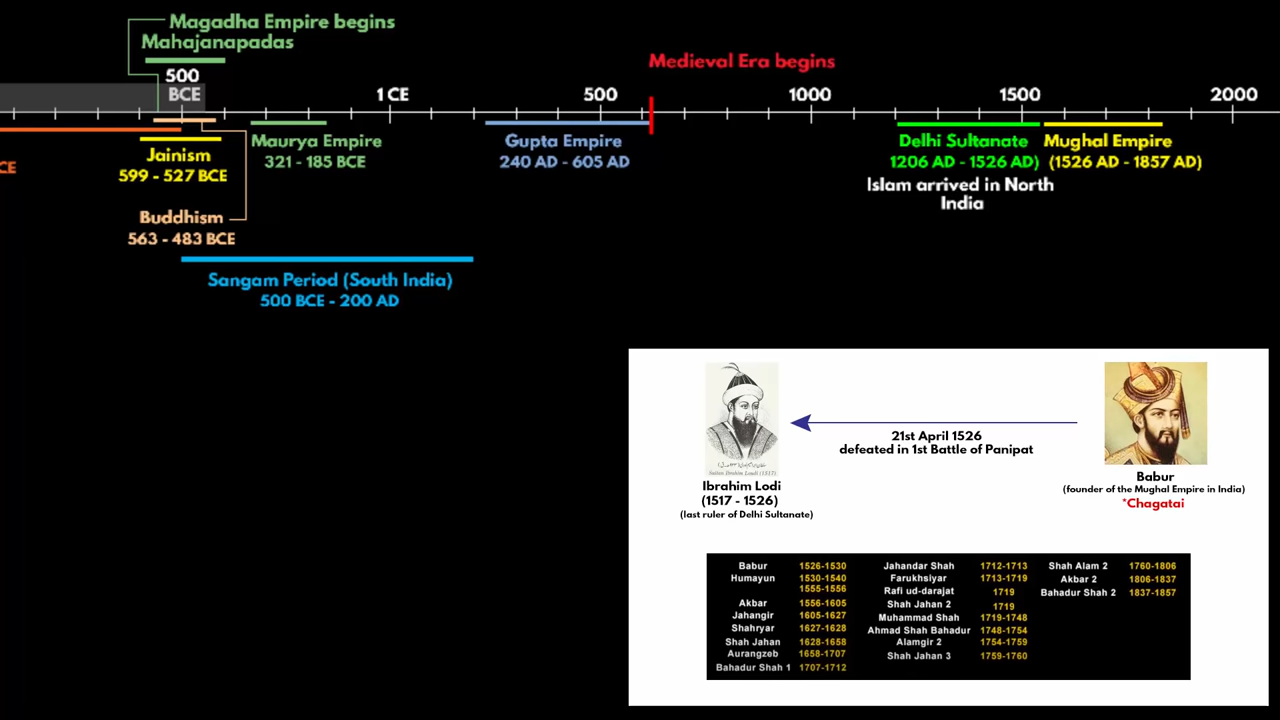 Magadha Empire begins
Mahajanapadas
500
BCE
1 CE
500
Medieval Era begins
1000
1500
2000
CE
Jainism
599 - 527 BCE
Maurya Empire
321 - 185 BCE
Gupta Empire
240 AD - 605 AD
Delhi Sultanate
1206 AD - 1526 AD)
Mughal Empire
(1526 AD - 1857 AD)
Islam arrived in North
India
Buddhism
563 - 483 BCE
Sangam Period (South India)
500 BCE - 200 AD
21st April 1526
defeated in 1st Battle of Panipat
Ibrahim Lodi
(1517 - 1526)
(last ruler of Delhi Sultanate)
Babur
(founder of the Mughal Empire in India)
*Chagatai
Babur 1526-1530
Humayun 1530-1540
1555-1556
Akbar 1556-1605
Jahangir 1605-1627
Shahryar 1627-1628
Shah Jahan 1628-1658
Aurangzeb 1658-1707
Bahadur Shah 1 1707-1712
Jahandar Shah 1712-1713
Farukhsiyar 1713-1719
Rafi ud-darajat 1719
Shah Jahan 2 1719
Muhammad Shah 1719-1748
Ahmad Shah Bahadur 1748-1754
Alamgir 2 1754-1759
Shah Jahan 3 1759-1760
Shah Alam 2 1760-1806
Akbar 2 1806-1837
Bahadur Shah 2 1837-1857